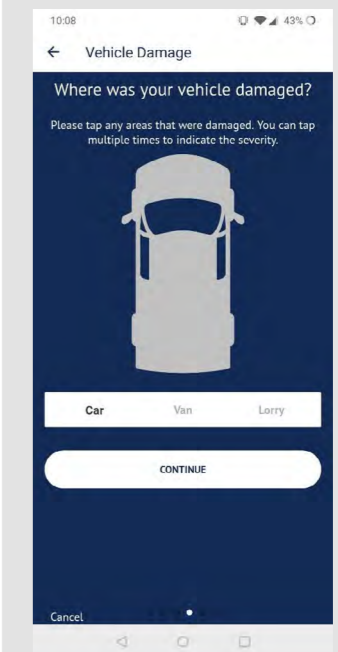 10:08 43%
Vehicle Damage
Where was your vehicle damaged?
Please tap any areas that were damaged. You can tap
multiple times to indicate the severity.
Car Van Lorry
CONTINUE
Cancel